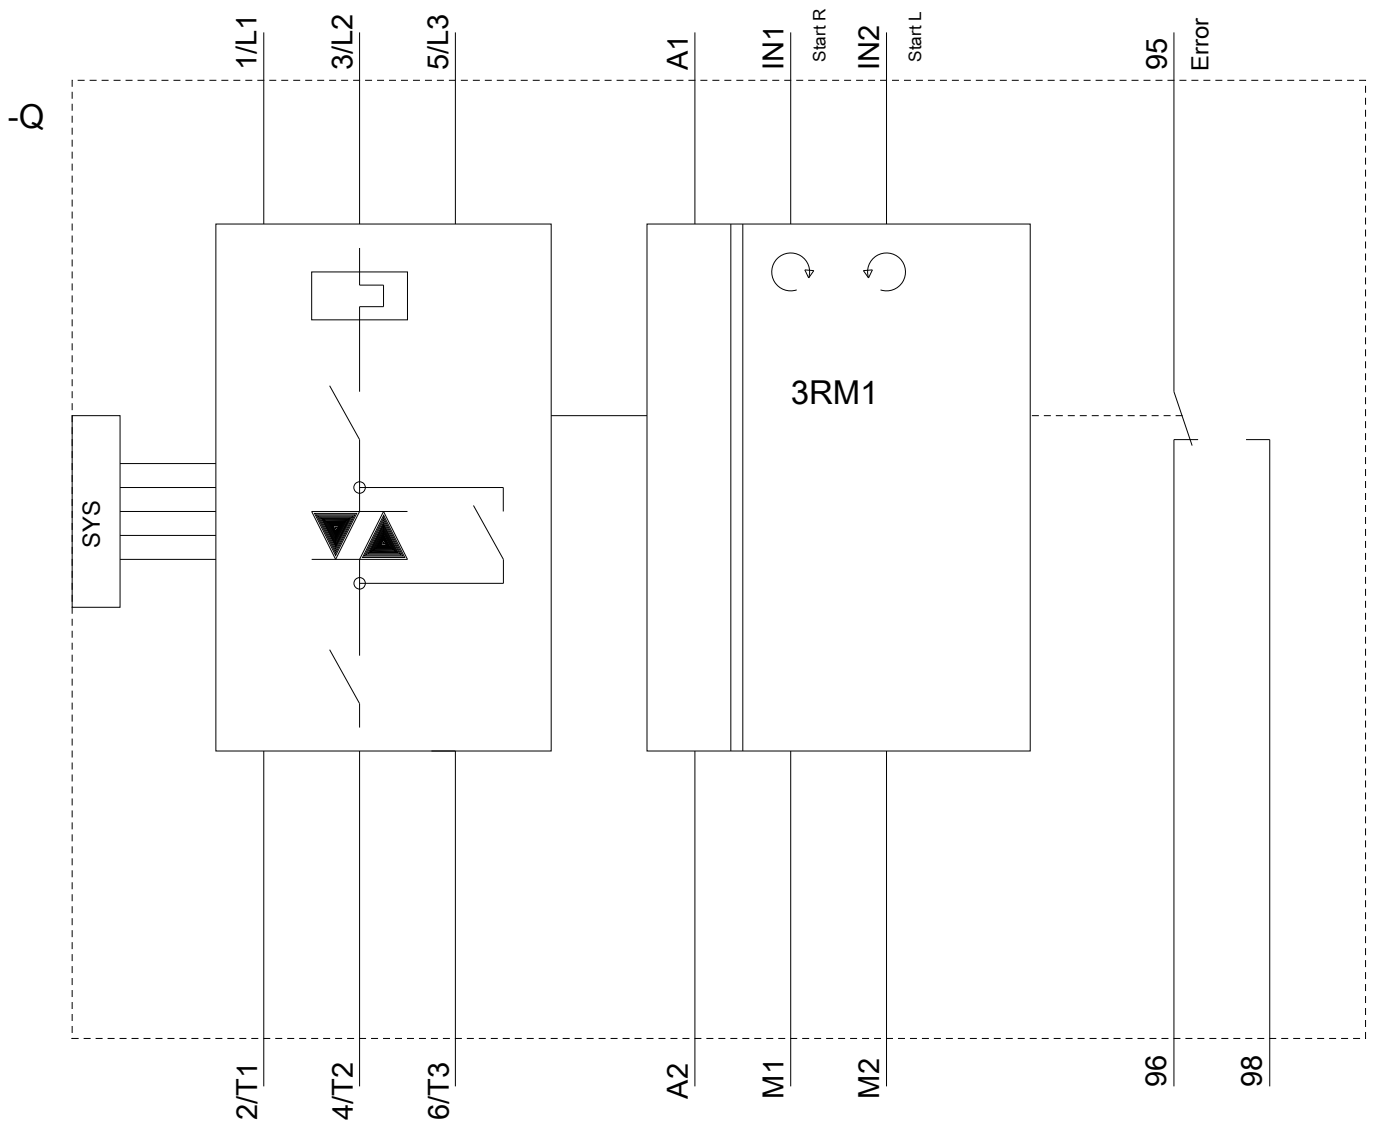 1/L1
3/L2
5/L3
A1
IN1
Start R
IN2
Start L
95
Error
-Q
3RM1
SYS
2/T1
4/T2
6/T3
A2
M1
M2
96
98